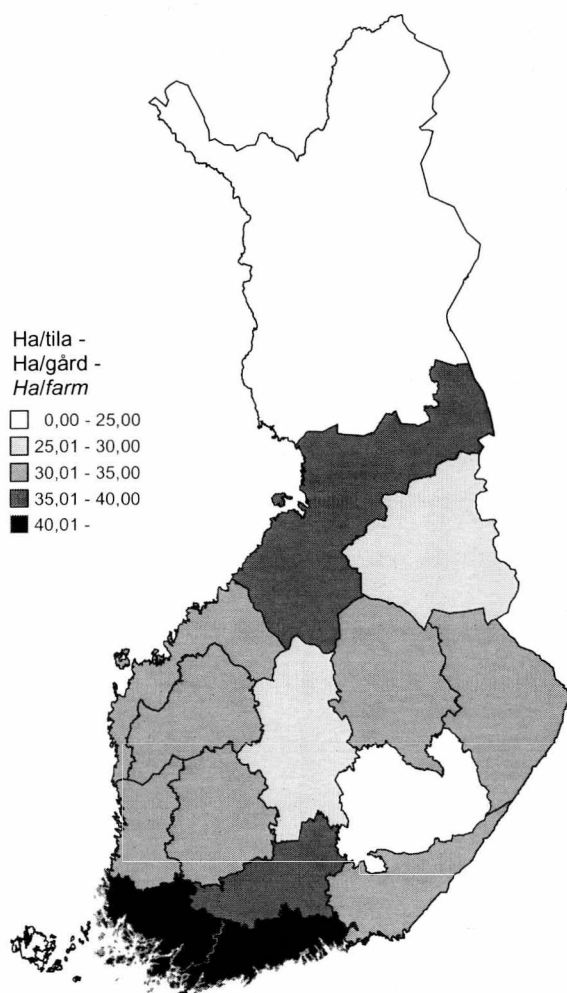 Ha/tila -
Ha/gård -
Ha/farm
0,00 - 25,00
25,01 - 30,00
30,01 - 35,00
35,01 - 40,00
40,01 -